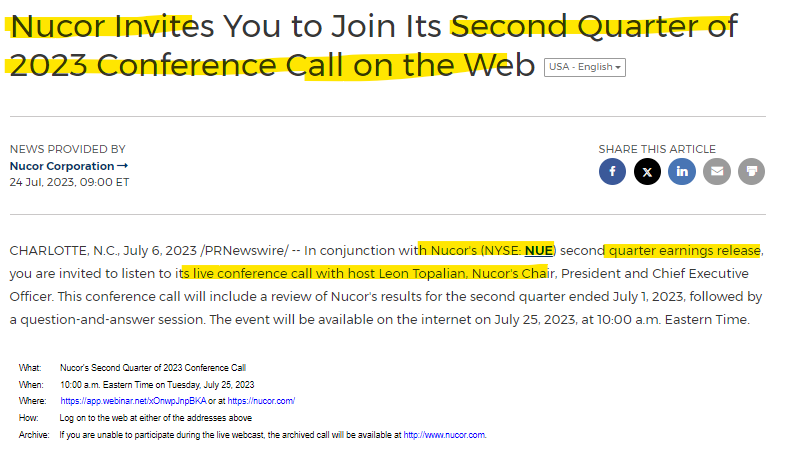 Nucor Invites You to Join Its Second Quarter of
2023 Conference Call on the Web USA - English
NEWS PROVIDED BY
Nucor Corporation →
24 Jul, 2023, 09:00 ET
SHARE THIS ARTICLE
CHARLOTTE, N.C., July 6, 2023 /PRNewswire/ -- In conjunction with Nucor's (NYSE: NUE) second quarter earnings release,
you are invited to listen to its live conference call with host Leon Topalian, Nucor's Chair, President and Chief Executive
Officer. This conference call will include a review of Nucor's results for the second quarter ended July 1, 2023, followed by
a question-and-answer session. The event will be available on the internet on July 25, 2023, at 10:00 a.m. Eastern Time.
What: Nucor's Second Quarter of 2023 Conference Call
When: 10:00 a.m. Eastern Time on Tuesday, July 25, 2023
Where: https://app.webinar.net/xOnwpJnpBKA or at https://nucor.com/
How: Log on to the web at either of the addresses above
Archive: If you are unable to participate during the live webcast, the archived call will be available at http://www.nucor.com.